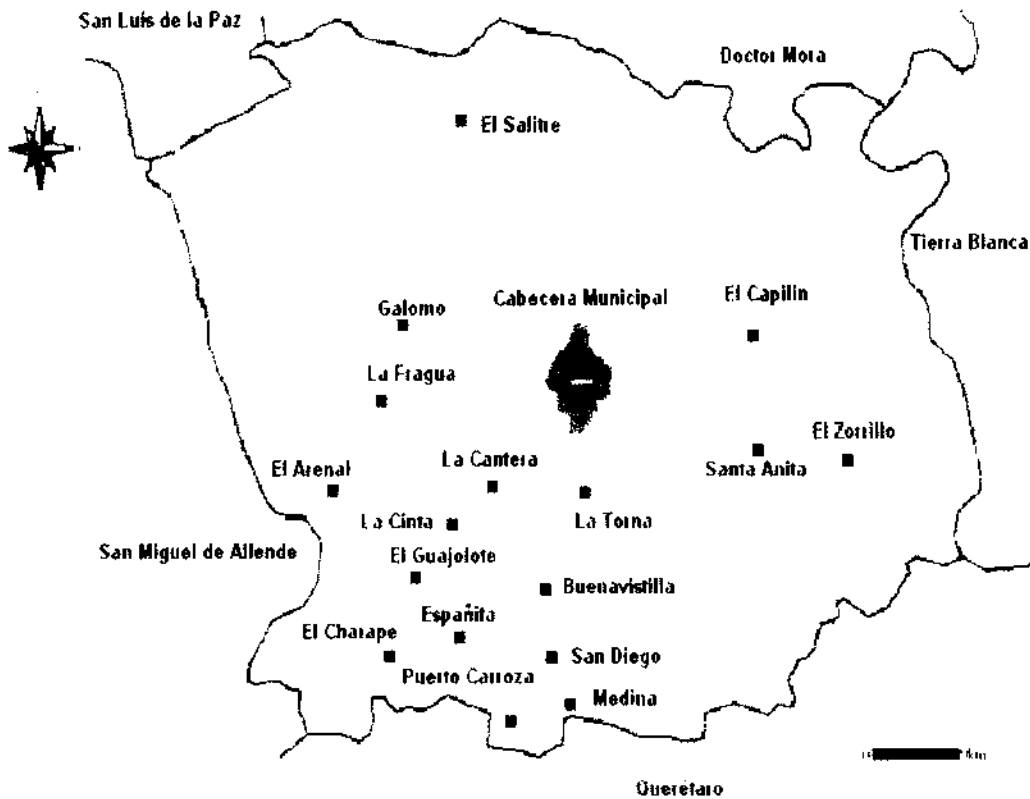 San Luis de la Paz
Doctor Mora
El Salitre
Tierra Blanca
Galomo
Cabecera Municipal
El Capilin
La Fragua
El Zorrillo
El Arenal
La Cantera
Santa Anita
La Cinta
La Torna
San Miguel de Allende
El Guajolote
Buenavistilla
Españita
El Charape
San Diego
Puerto Carroza
Medina
km
Querétaro